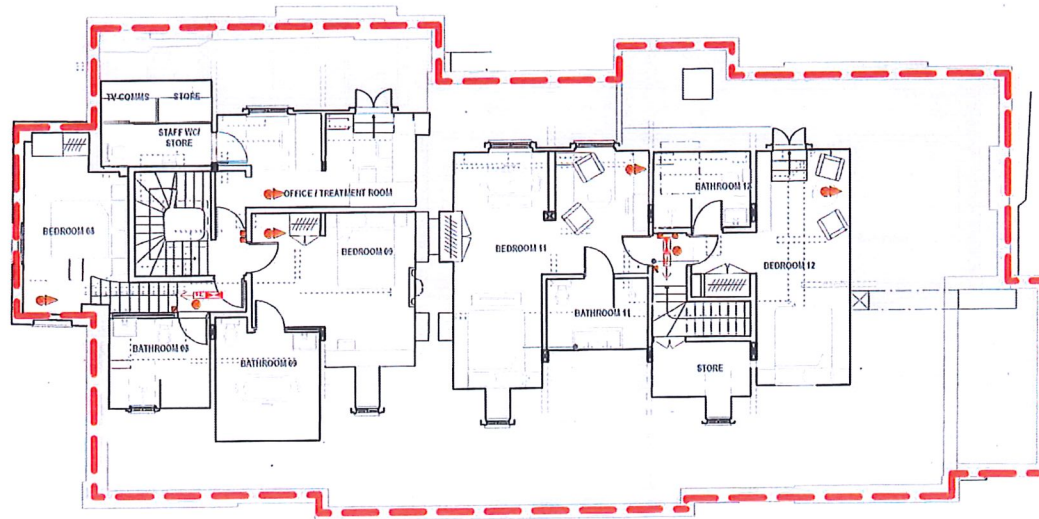 TV COMMS
STORE
STAFF WC/
STORE
OFFICE / TREATMENT ROOM
BATHROOM 12
BEDROOM 08
BEDROOM 09
BEDROOM 11
BEDROOM 12
BATHROOM 08
BATHROOM 09
BATHROOM 11
STORE